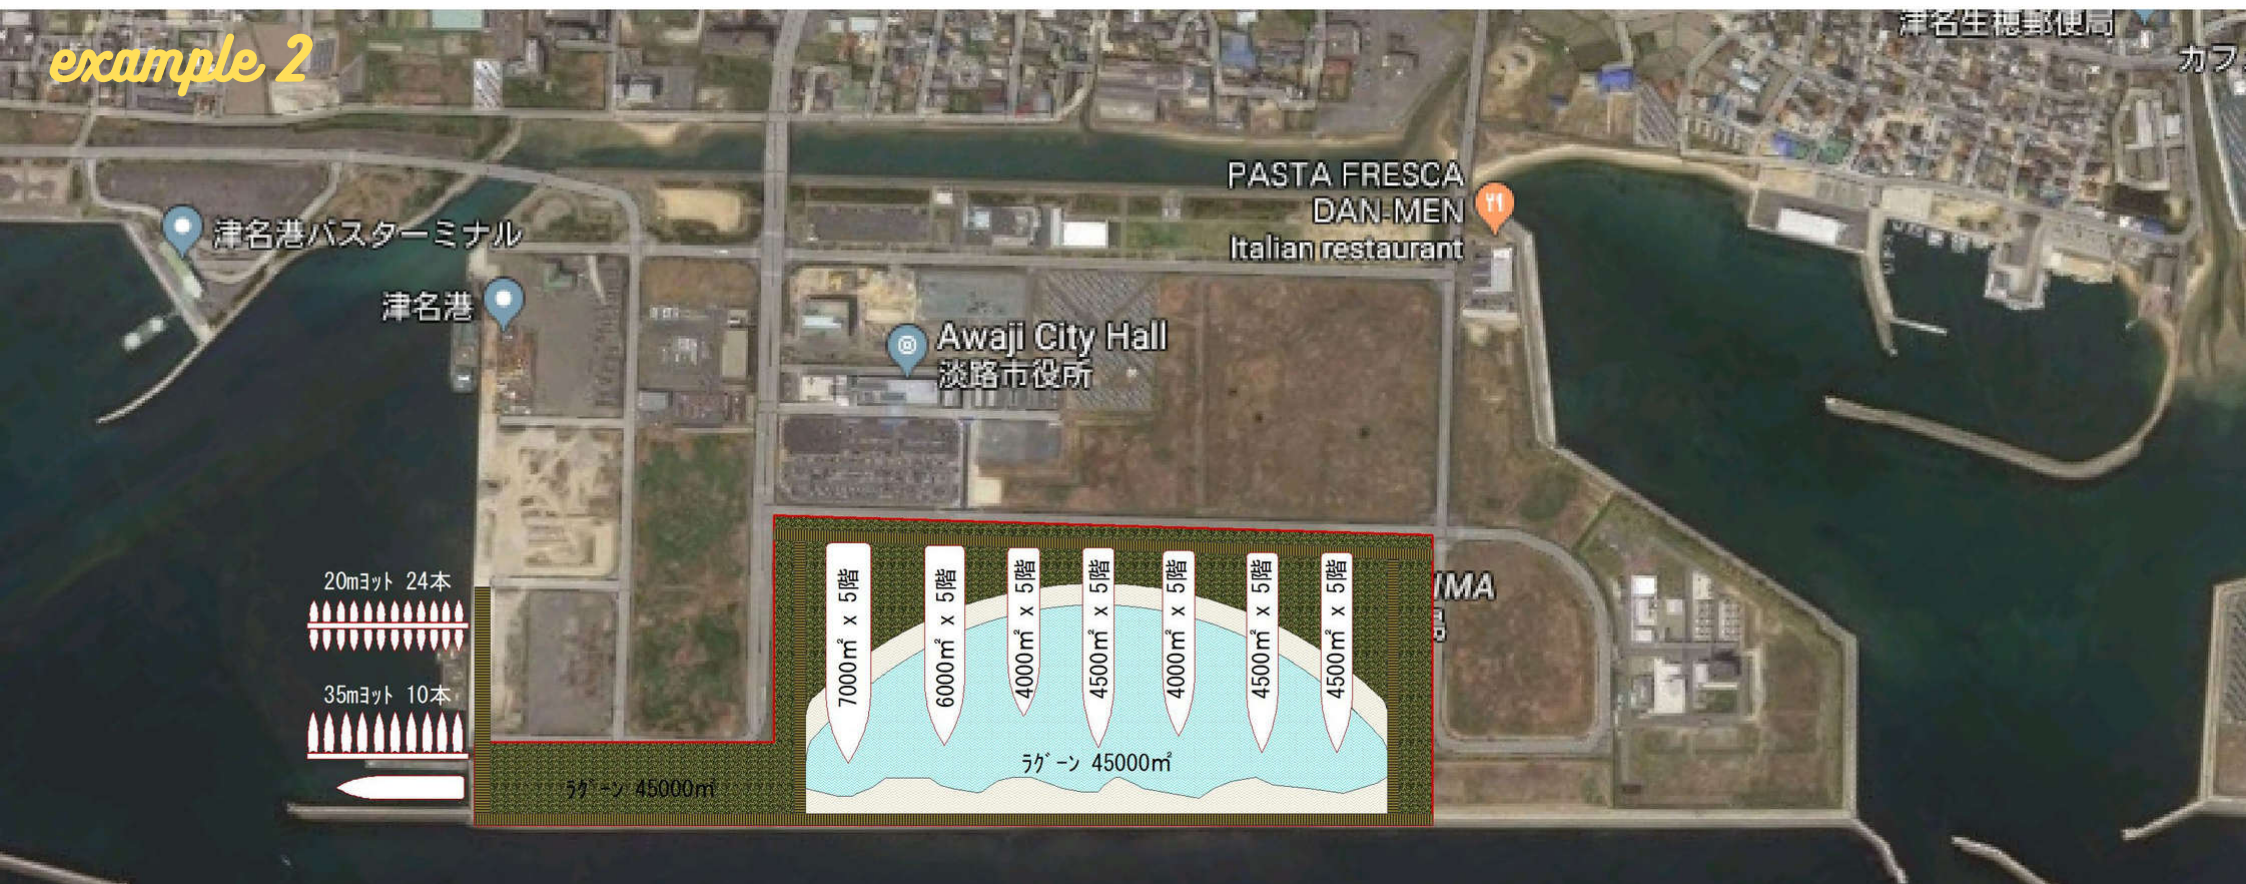 example 2
津名生穂郵便局
カフ
PASTA FRESCA
DAN-MEN
Italian restaurant
津名港バスターミナル
津名港
Awaji City Hall
淡路市役所
20mﾖｯﾄ 24本
35mﾖｯﾄ 10本
7000㎡ x 5階
6000㎡ x 5階
4000㎡ x 5階
4500㎡ x 5階
4000㎡ x 5階
4500㎡ x 5階
4500㎡ x 5階
IMA
ﾗｸﾞｰﾝ 45000㎡
ﾗｸﾞｰﾝ 45000㎡